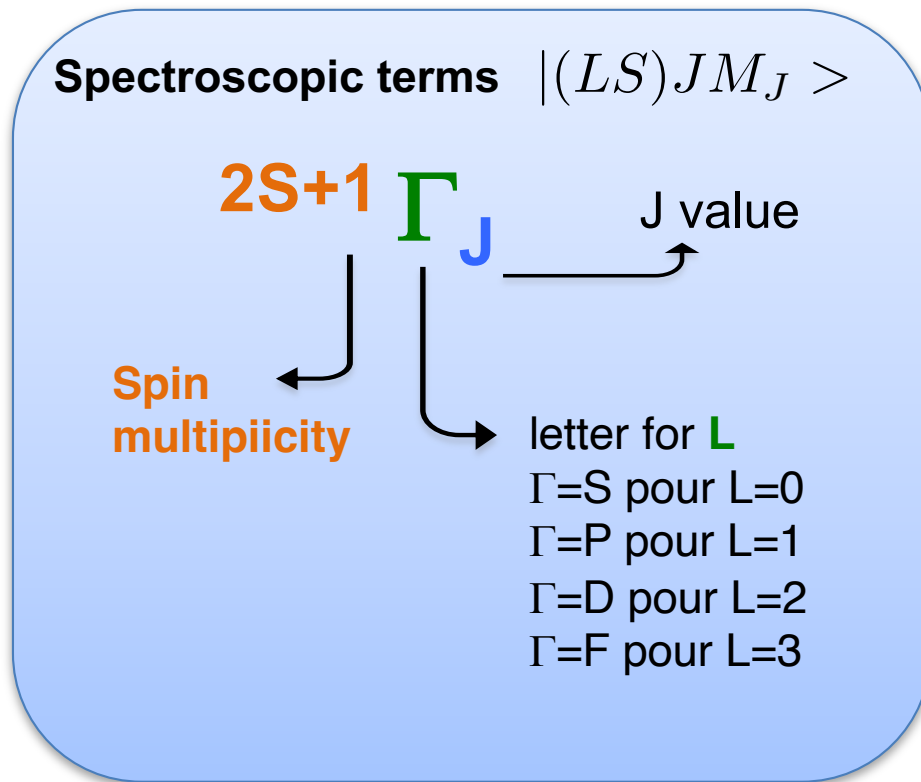 Spectroscopic terms |(LS)JM_J >
2S+1 Γ J
J value
Spin
multipiicity
letter for L
Γ=S pour L=0
Γ=P pour L=1
Γ=D pour L=2
Γ=F pour L=3